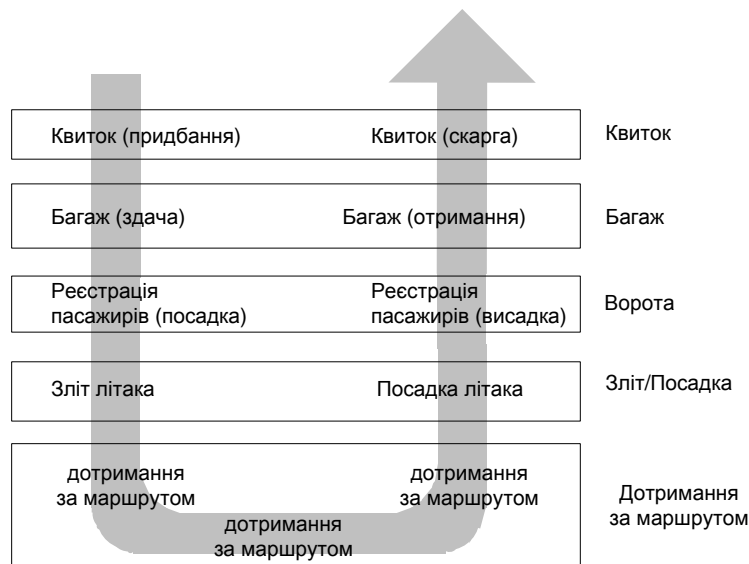 Квиток (придбання)
Квиток (скарга)
Квиток
Багаж (здача)
Багаж (отримання)
Багаж
Реєстрація
пасажирів (посадка)
Реєстрація
пасажирів (висадка)
Ворота
Зліт літака
Посадка літака
Зліт/Посадка
дотримання
за маршрутом
дотримання
за маршрутом
дотримання
за маршрутом
Дотримання
за маршрутом